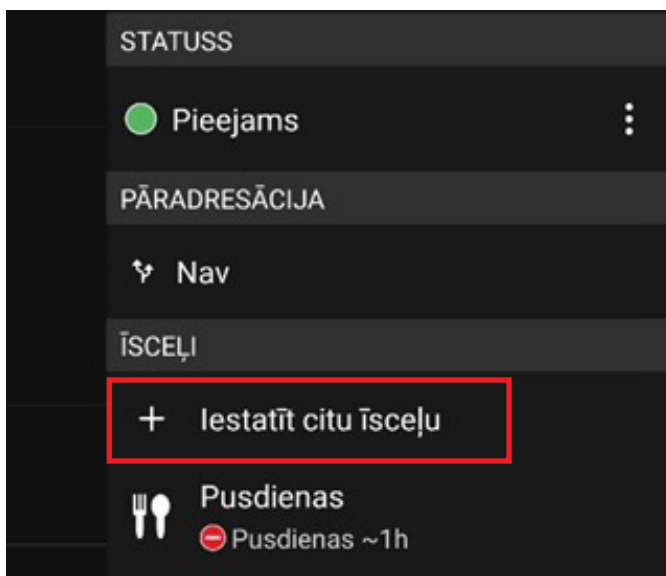 STATUSS
Pieejams
PĀRADRESĀCIJA
Nav
ĪSCEĻI
Iestatīt citu īsceļu
Pusdienas
Pusdienas ~1h